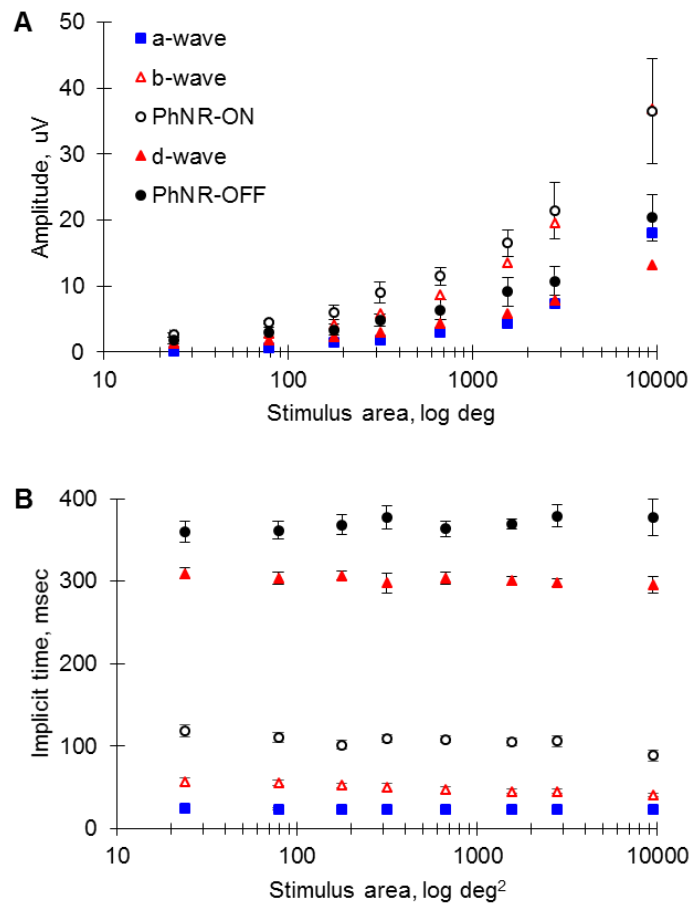 A
50
40
30
20
10
0
Amplitude, uV
a-wave
b-wave
PhNR-ON
d-wave
PhNR-OFF
10 100 1000 10000
Stimulus area, log deg
B
400
300
200
100
0
Implicit time, msec
10 100 1000 10000
Stimulus area, log deg²